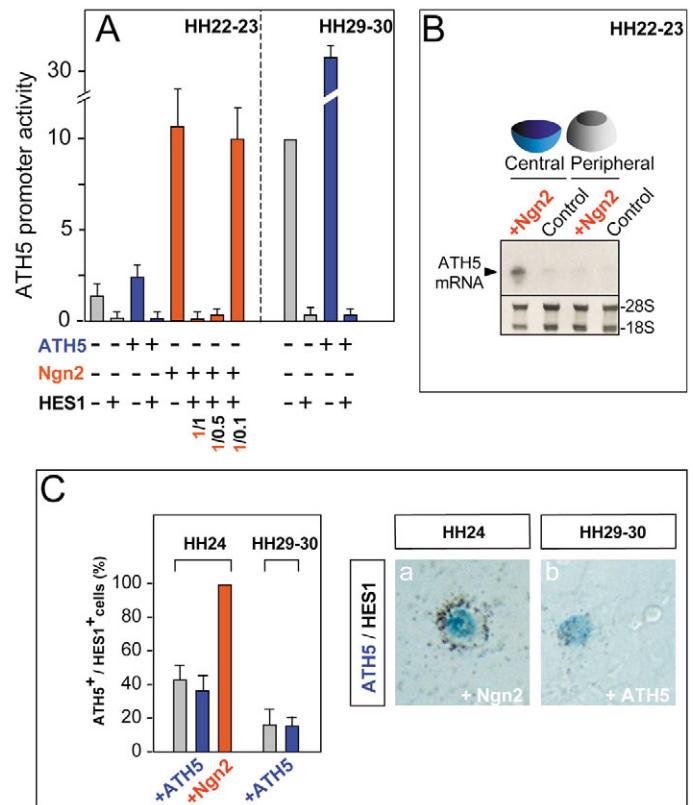 A
HH22-23
HH29-30
ATH5 promoter activity
30
10
5
0
ATH5 - - + + - - - - - - + +
Ngn2 - - - - + + + + - - - -
HES1 - + - + - + + + - + - +
1/1
1/0.5
1/0.1
B
HH22-23
Central Peripheral
+Ngn2
Control
+Ngn2
Control
ATH5
mRNA
-28S
-18S
C
HH24
HH29-30
ATH5+ / HES1+cells (%)
100
80
60
40
20
0
+ATH5
+Ngn2
+ATH5
HH24
HH29-30
ATH5 / HES1
a
+ Ngn2
b
+ ATH5